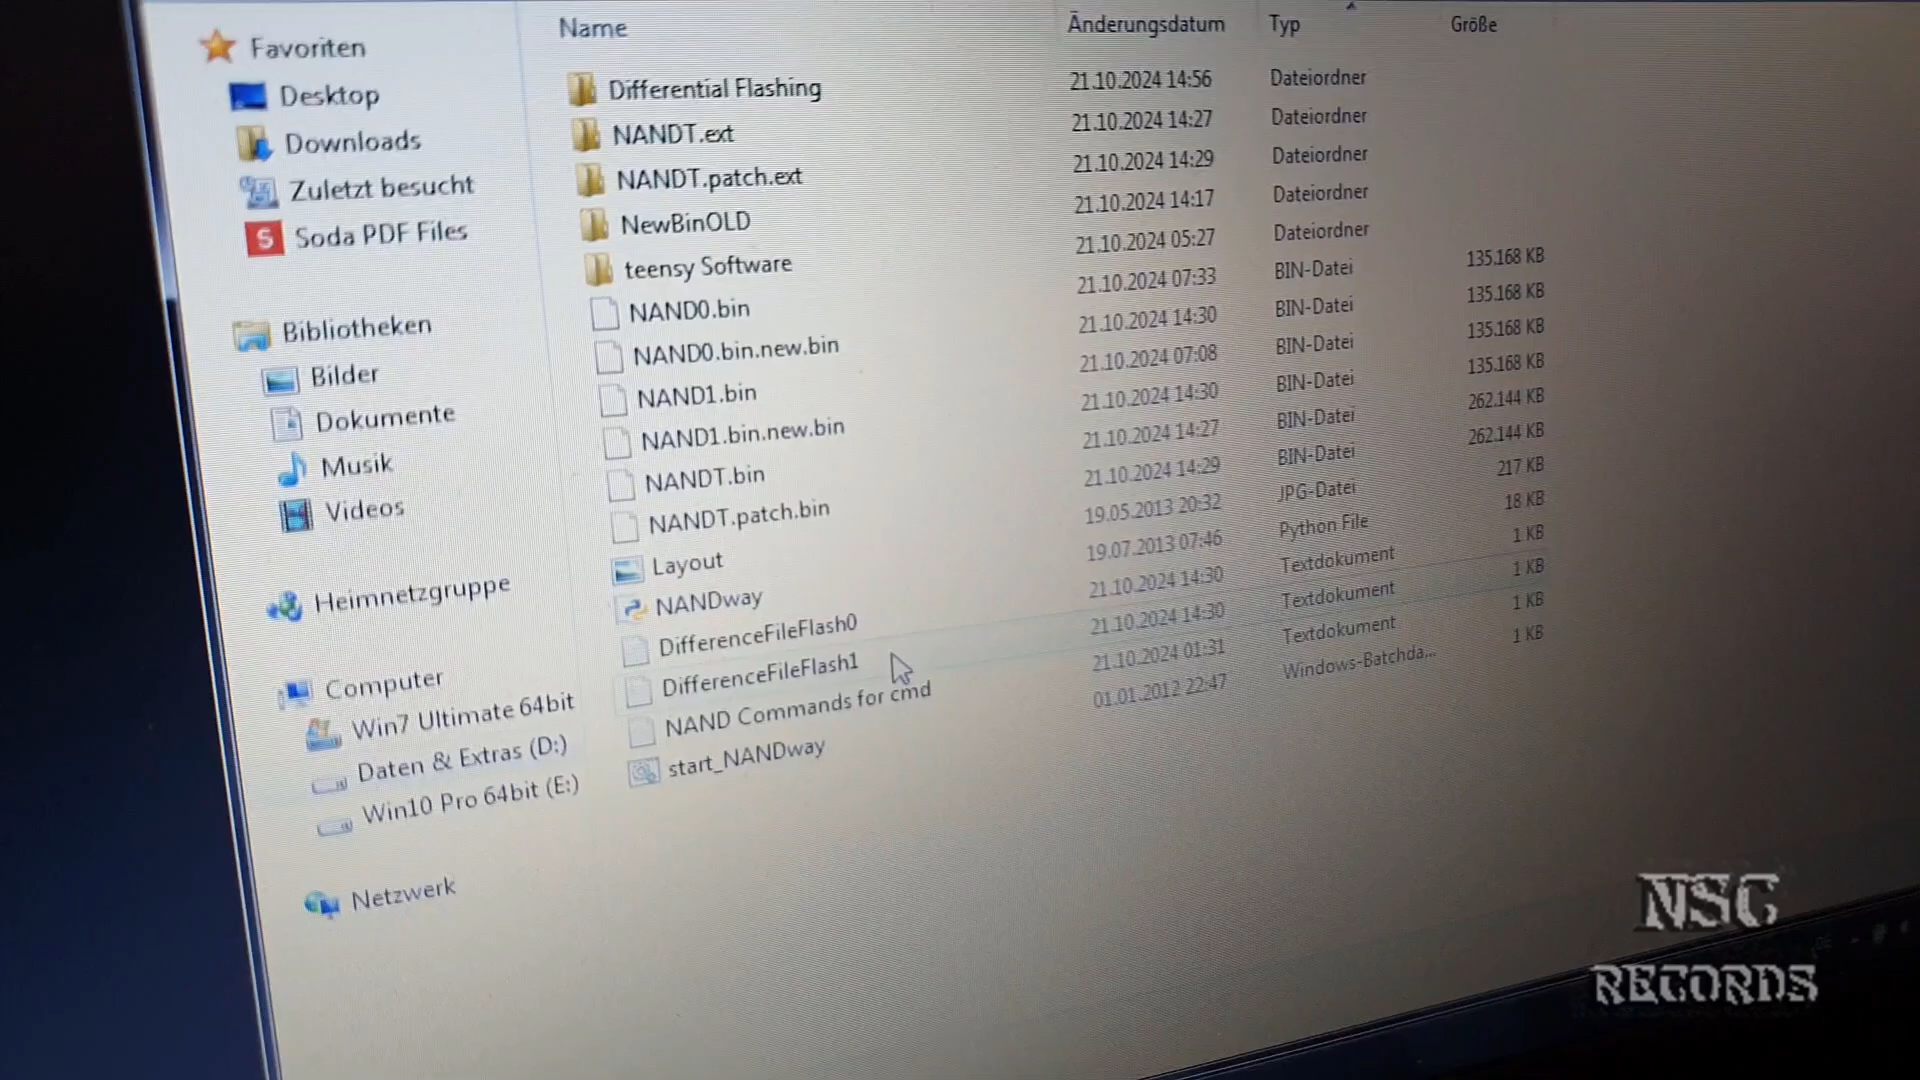 Favoriten
Desktop
Downloads
Zuletzt besucht
Soda PDF Files
Bibliotheken
Bilder
Dokumente
Musik
Videos
Heimnetzgruppe
Computer
Win7 Ultimate 64bit
Daten & Extras (D:)
Win10 Pro 64bit (E:)
Netzwerk
Name Änderungsdatum Typ Größe
Differential Flashing 21.10.2024 14:56 Dateiordner
NANDT.ext 21.10.2024 14:27 Dateiordner
NANDT.patch.ext 21.10.2024 14:29 Dateiordner
NewBinOLD 21.10.2024 14:17 Dateiordner
teensy Software 21.10.2024 05:27 Dateiordner
NAND0.bin 21.10.2024 07:33 BIN-Datei 135.168 KB
NAND0.bin.new.bin 21.10.2024 14:30 BIN-Datei 135.168 KB
NAND1.bin 21.10.2024 07:08 BIN-Datei 135.168 KB
NAND1.bin.new.bin 21.10.2024 14:30 BIN-Datei 135.168 KB
NANDT.bin 21.10.2024 14:27 BIN-Datei 262.144 KB
NANDT.patch.bin 21.10.2024 14:29 BIN-Datei 262.144 KB
Layout 19.05.2013 20:32 JPG-Datei 217 KB
NANDway 19.07.2013 07:46 Python File 18 KB
DifferenceFileFlash0 21.10.2024 14:30 Textdokument 1 KB
DifferenceFileFlash1 21.10.2024 14:30 Textdokument 1 KB
NAND Commands for cmd 21.10.2024 01:31 Textdokument 1 KB
start_NANDway 01.01.2012 22:47 Windows-Batchda... 1 KB
NSC
RECORDS